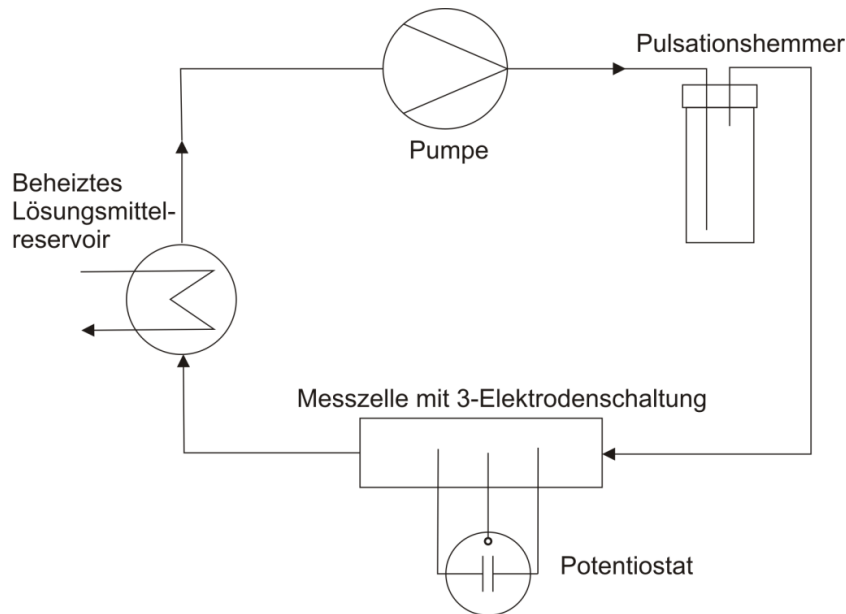 Pulsationshemmer
Pumpe
Beheiztes
Lösungsmittel-
reservoir
Messzelle mit 3-Elektrodenschaltung
Potentiostat